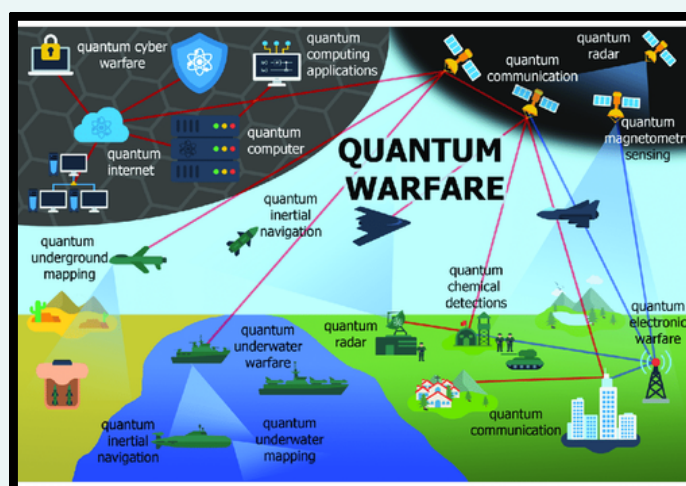 quantum cyber
warfare
quantum
computing
applications
quantum
communication
quantum
radar
quantum
internet
quantum
computer
quantum
magnetometry
sensing
QUANTUM
WARFARE
quantum
inertial
navigation
quantum
underground
mapping
quantum
chemical
detections
quantum
radar
quantum
electronic
warfare
quantum
underwater
warfare
quantum
communication
quantum
inertial
navigation
quantum
underwater
mapping